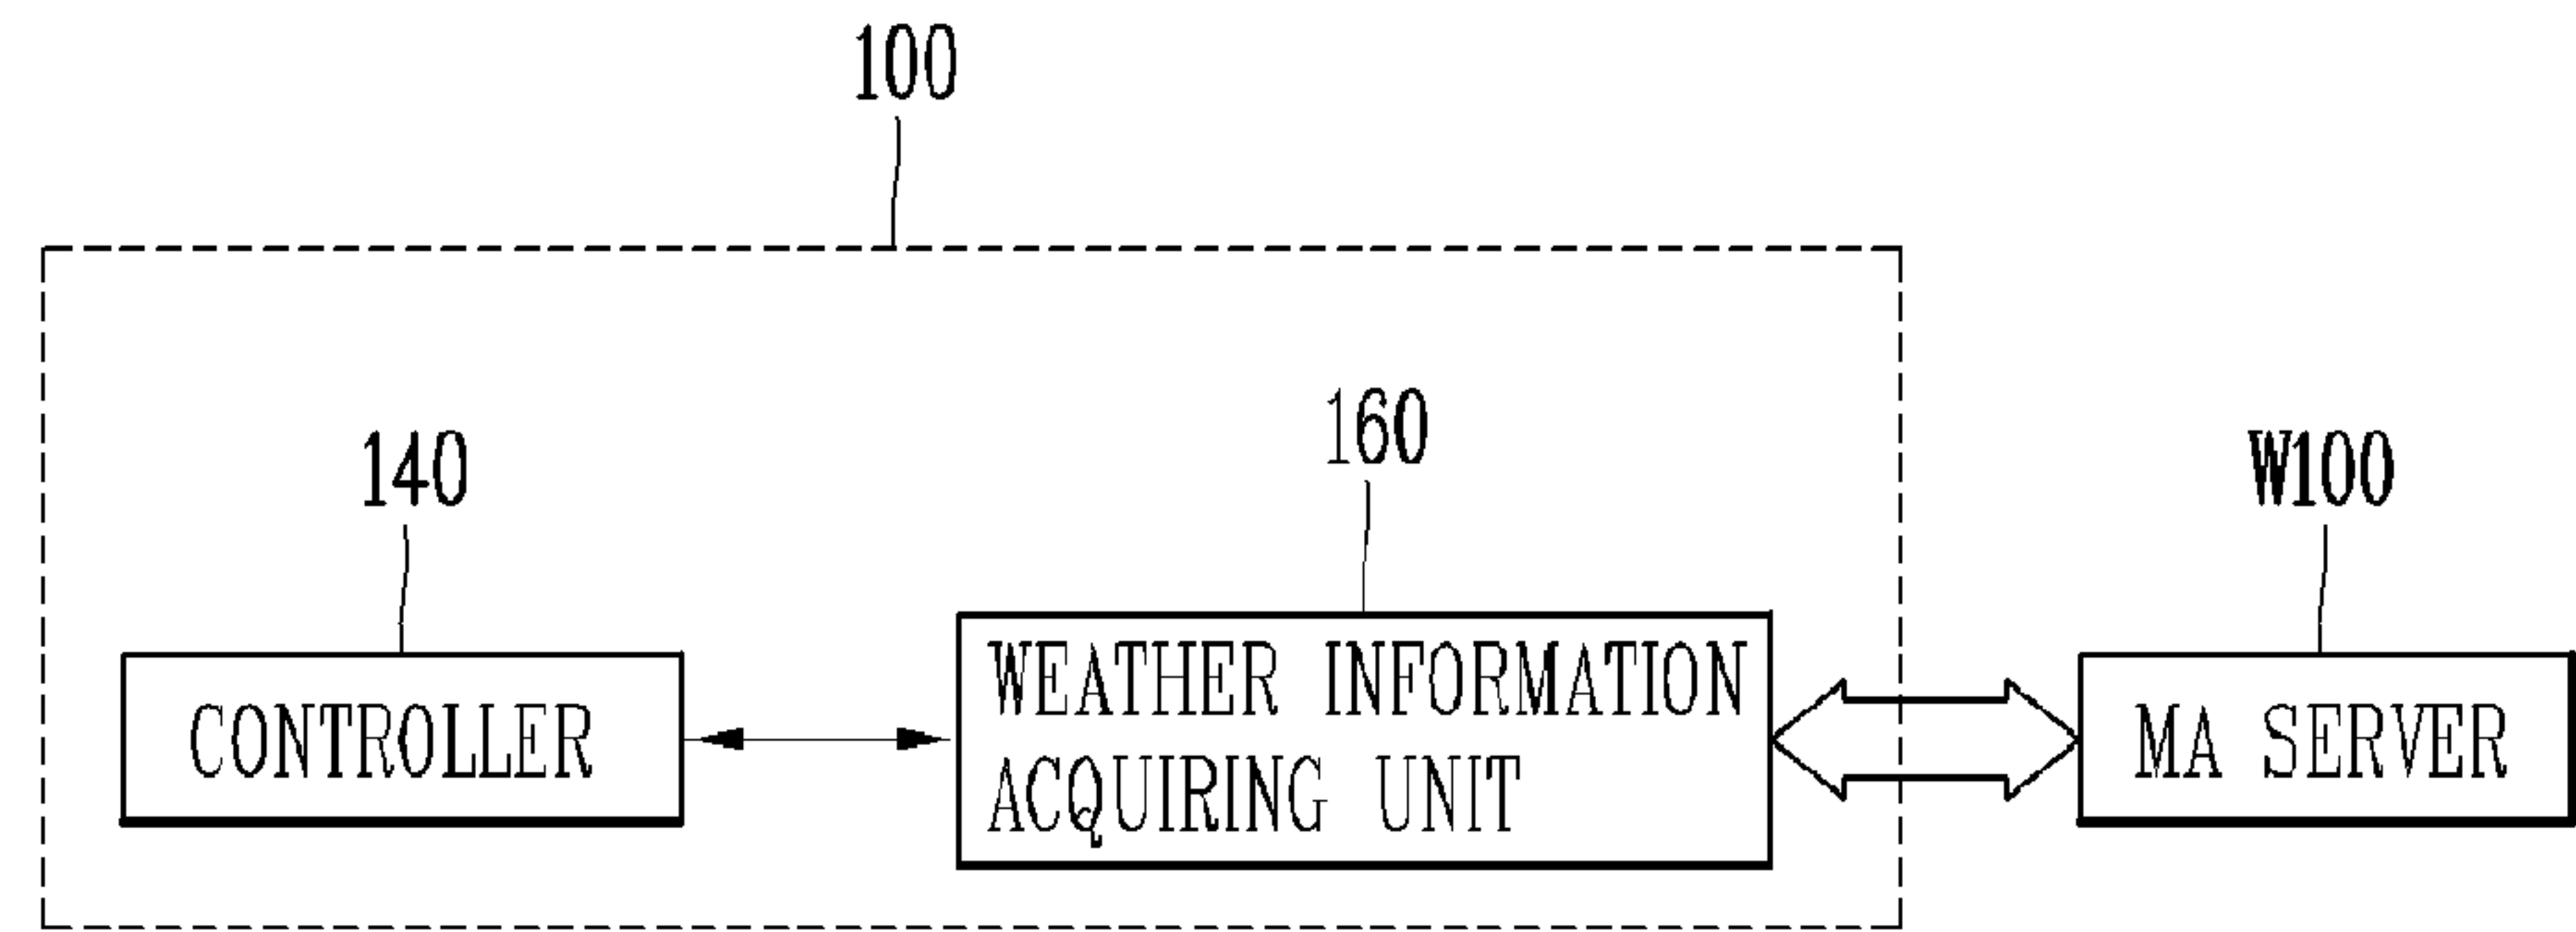 100
160
140
W100
WEATHER INFORMATION
CONTROLLER
ACQUIRING UNIT
MA SERVER